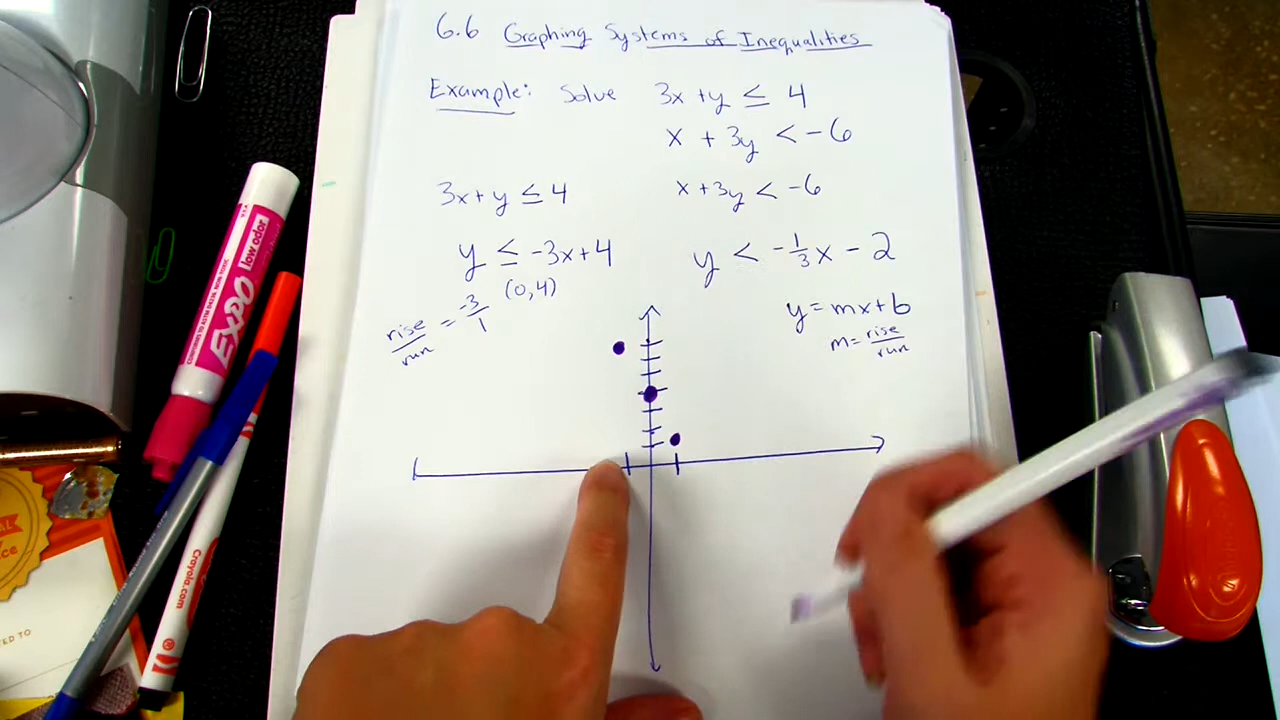 6.6 Graphing Systems of Inequalities
Example: Solve 3x + y ≤ 4
x + 3y < -6
3x + y ≤ 4
x + 3y < -6
y ≤ -3x + 4
y < -1/3 x - 2
(0,4)
rise/run = -3/1
y = mx + b
m = rise/run
EXPO low odor
Crayola.com